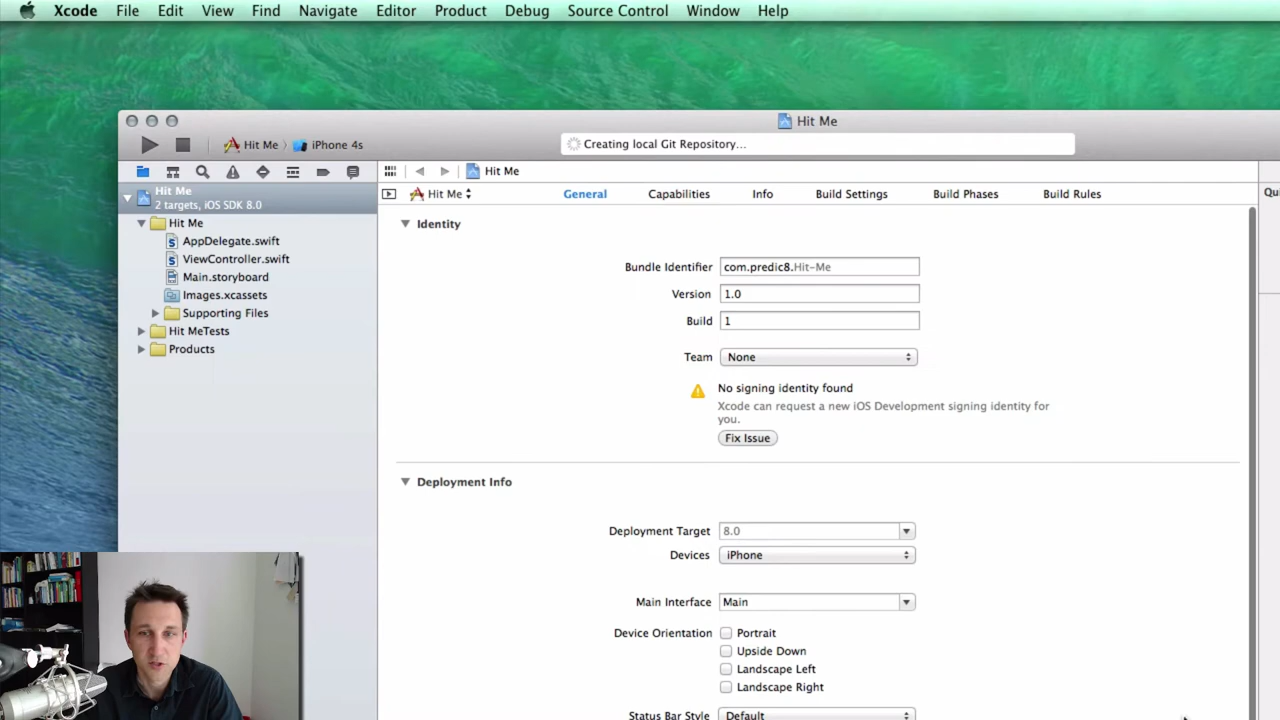 Xcode File Edit View Find Navigate Editor Product Debug Source Control Window Help
Hit Me
Hit Me iPhone 4s
Creating local Git Repository...
Hit Me
Hit Me
2 targets, iOS SDK 8.0
Hit Me
AppDelegate.swift
ViewController.swift
Main.storyboard
Images.xcassets
Supporting Files
Hit MeTests
Products
Hit Me General Capabilities Info Build Settings Build Phases Build Rules
Qu
Identity
Bundle Identifier com.predic8.Hit-Me
Version 1.0
Build 1
Team None
No signing identity found
Xcode can request a new iOS Development signing identity for
you.
Fix Issue
Deployment Info
Deployment Target 8.0
Devices iPhone
Main Interface Main
Device Orientation Portrait
Upside Down
Landscape Left
Landscape Right
Status Bar Style Default